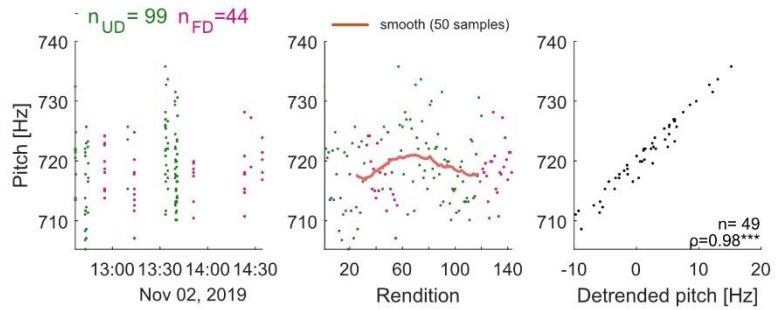 n_UD= 99 n_FD=44
smooth (50 samples)
740
730
720
710
Pitch [Hz]
13:00 13:30 14:00 14:30
Nov 02, 2019
740
730
720
710
20 60 100 140
Rendition
740
730
720
710
n= 49
ρ=0.98***
-10 0 10 20
Detrended pitch [Hz]